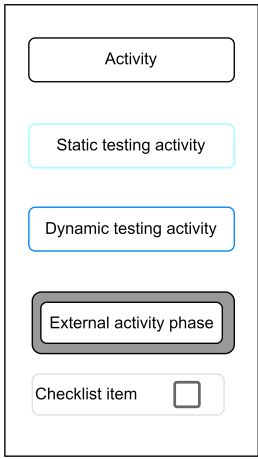 Activity
Static testing activity
Dynamic testing activity
External activity phase
Checklist item